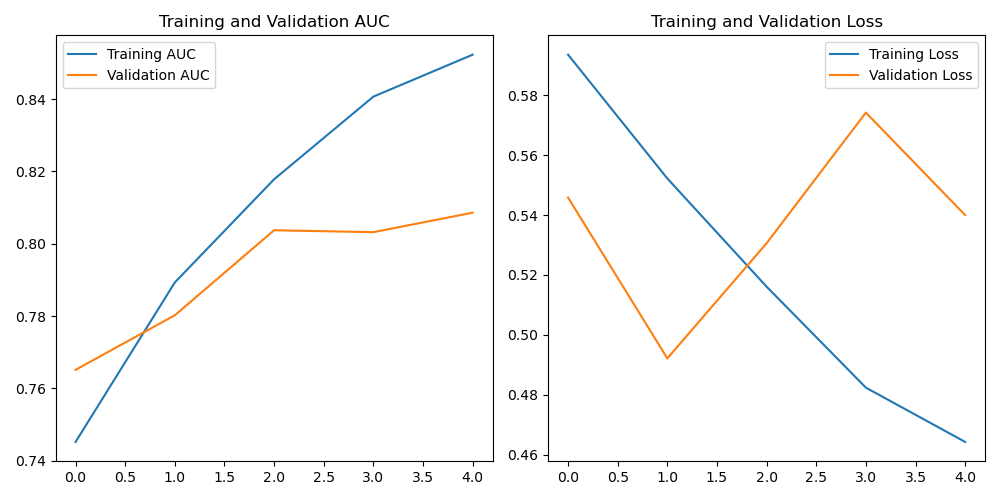 Training and Validation AUC
Training AUC
Validation AUC
0.84
0.82
0.80
0.78
0.76
0.74
0.0 0.5 1.0 1.5 2.0 2.5 3.0 3.5 4.0
Training and Validation Loss
Training Loss
Validation Loss
0.58
0.56
0.54
0.52
0.50
0.48
0.46
0.0 0.5 1.0 1.5 2.0 2.5 3.0 3.5 4.0